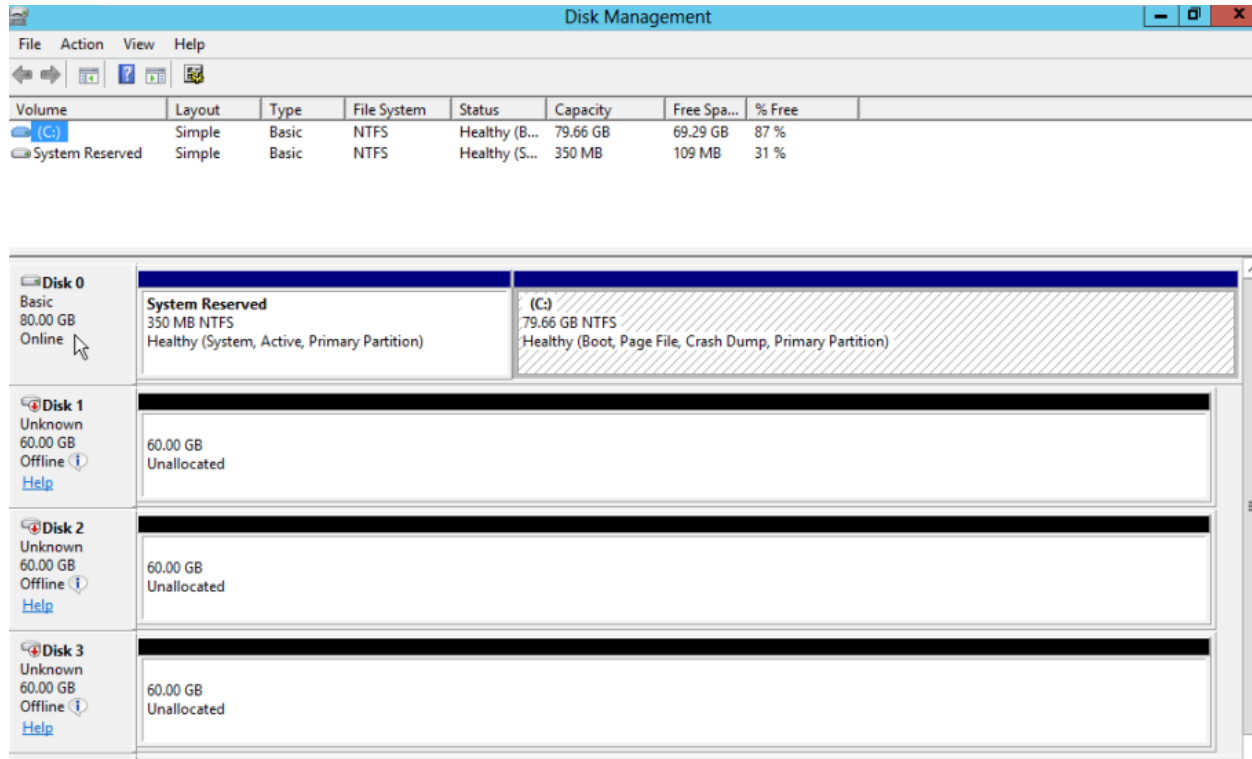 Disk Management
File Action View Help
Volume Layout Type File System Status Capacity Free Spa... % Free
(C:) Simple Basic NTFS Healthy (B... 79.66 GB 69.29 GB 87 %
System Reserved Simple Basic NTFS Healthy (S... 350 MB 109 MB 31 %
Disk 0
Basic
80.00 GB
Online
System Reserved
350 MB NTFS
Healthy (System, Active, Primary Partition)
(C:)
79.66 GB NTFS
Healthy (Boot, Page File, Crash Dump, Primary Partition)
Disk 1
Unknown
60.00 GB
Offline
Help
60.00 GB
Unallocated
Disk 2
Unknown
60.00 GB
Offline
Help
60.00 GB
Unallocated
Disk 3
Unknown
60.00 GB
Offline
Help
60.00 GB
Unallocated